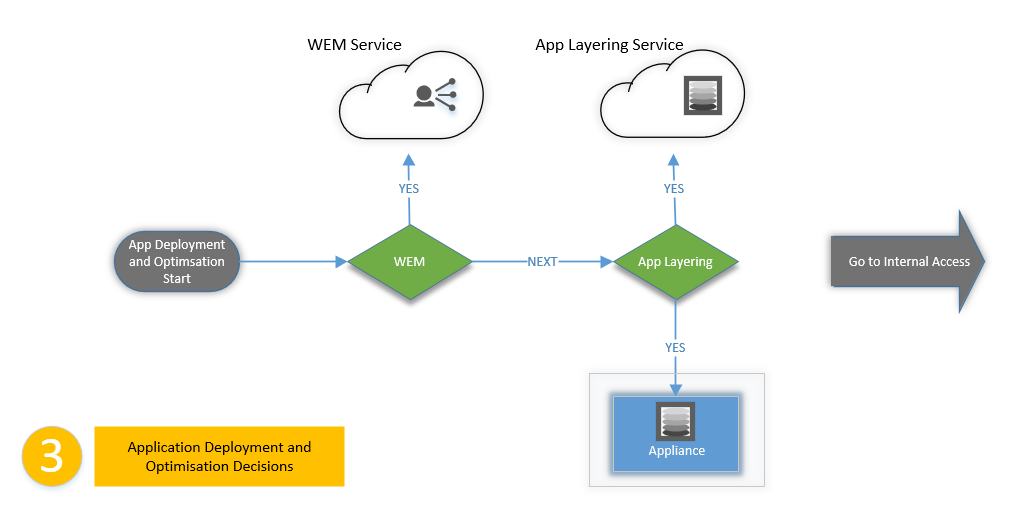 WEM Service
App Layering Service
YES
YES
App Deployment
and Optimsation
Start
WEM
NEXT
App Layering
Go to Internal Access
YES
Appliance
3
Application Deployment and
Optimisation Decisions